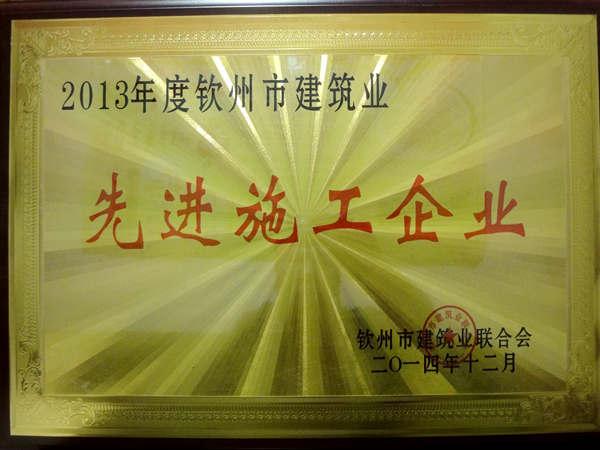 2013年度钦州市建筑业
先进施工企业
钦州市建筑业联合会
二〇一四年十二月